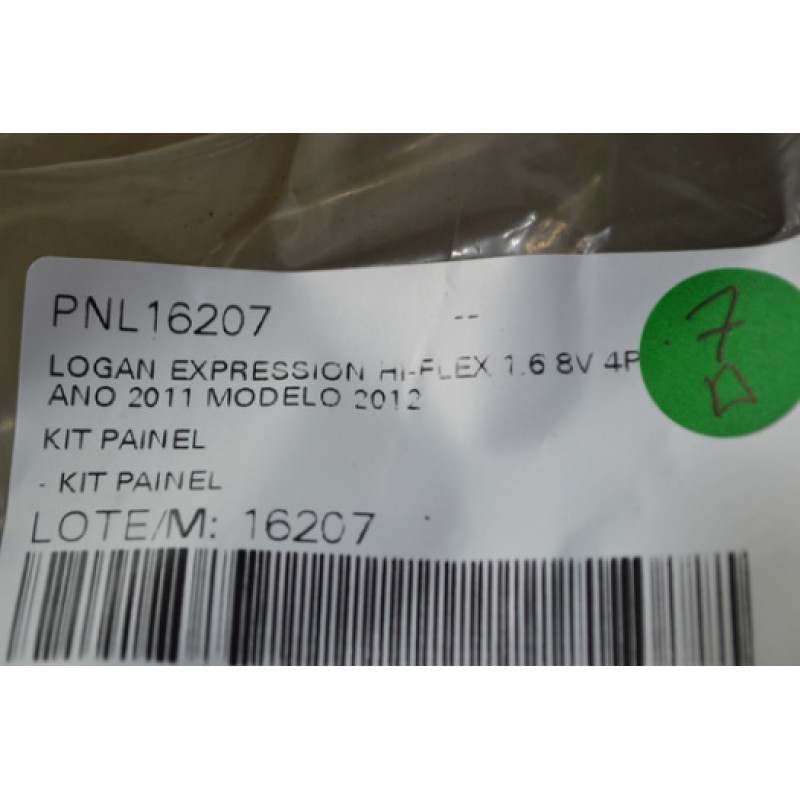 PNL16207 --
LOGAN EXPRESSION HI-FLEX 1.6 8V 4P
ANO 2011 MODELO 2012
KIT PAINEL
- KIT PAINEL
LOTE/M: 16207
7